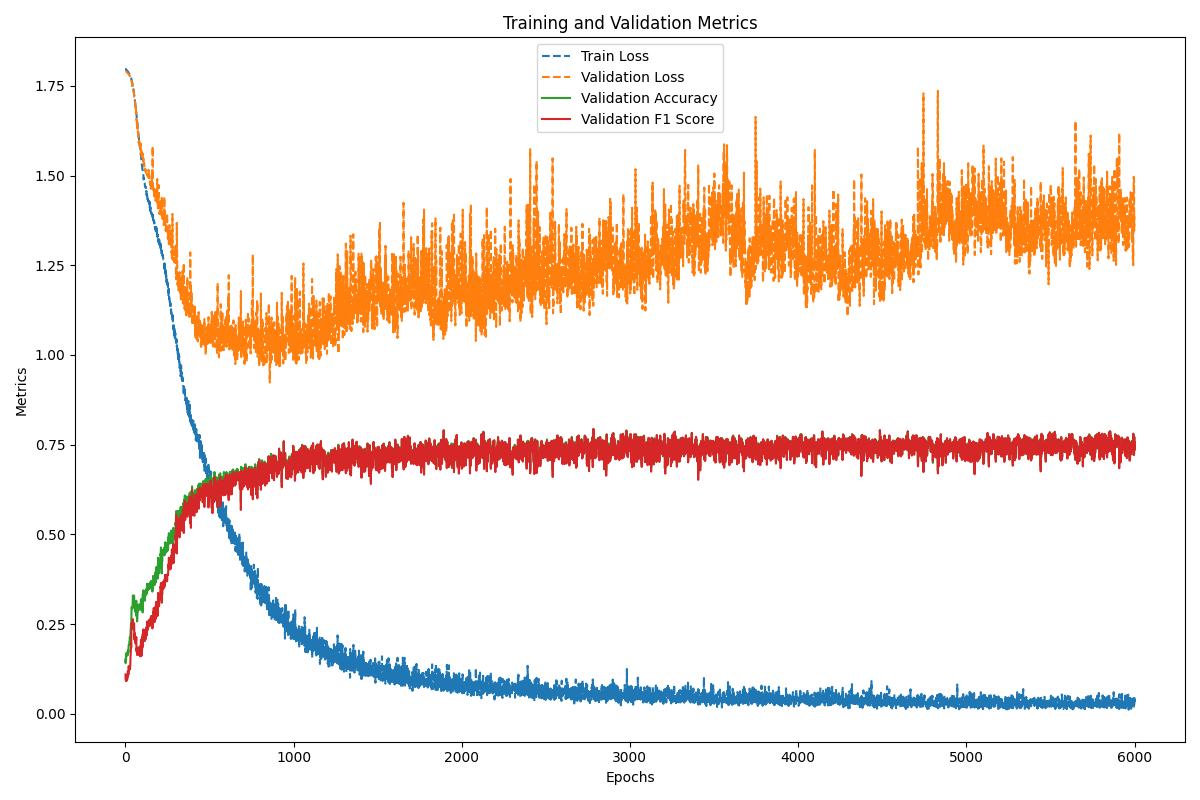 Training and Validation Metrics
Train Loss
Validation Loss
Validation Accuracy
Validation F1 Score
1.75
1.50
1.25
1.00
0.75
0.50
0.25
0.00
Metrics
0
1000
2000
3000
4000
5000
6000
Epochs